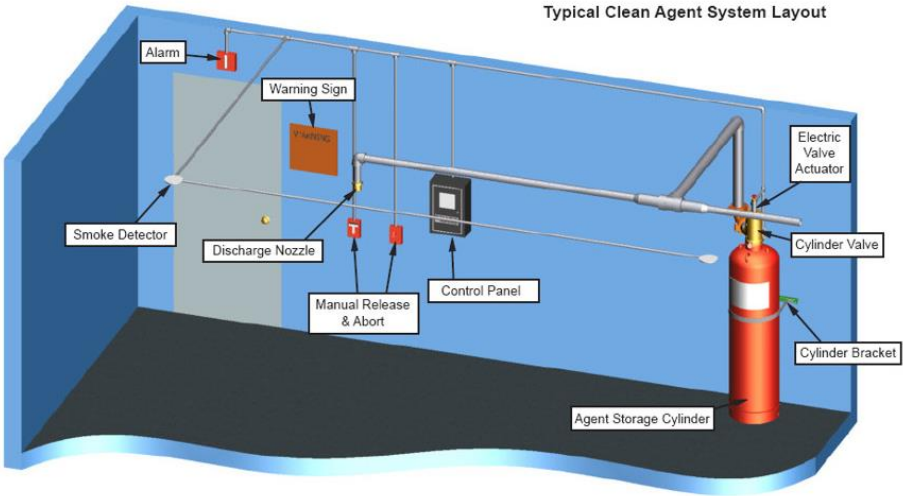 Typical Clean Agent System Layout
Alarm
Warning Sign
WARNING
Electric
Valve
Actuator
Smoke Detector
Discharge Nozzle
Cylinder Valve
Manual Release
& Abort
Control Panel
Cylinder Bracket
Agent Storage Cylinder